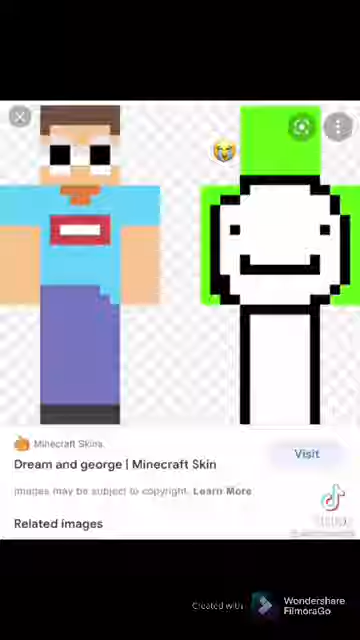 Minecraft Skins
Dream and george | Minecraft Skin
Visit
Images may be subject to copyright. Learn More
Related images
Created with
Wondershare
FilmoraGo